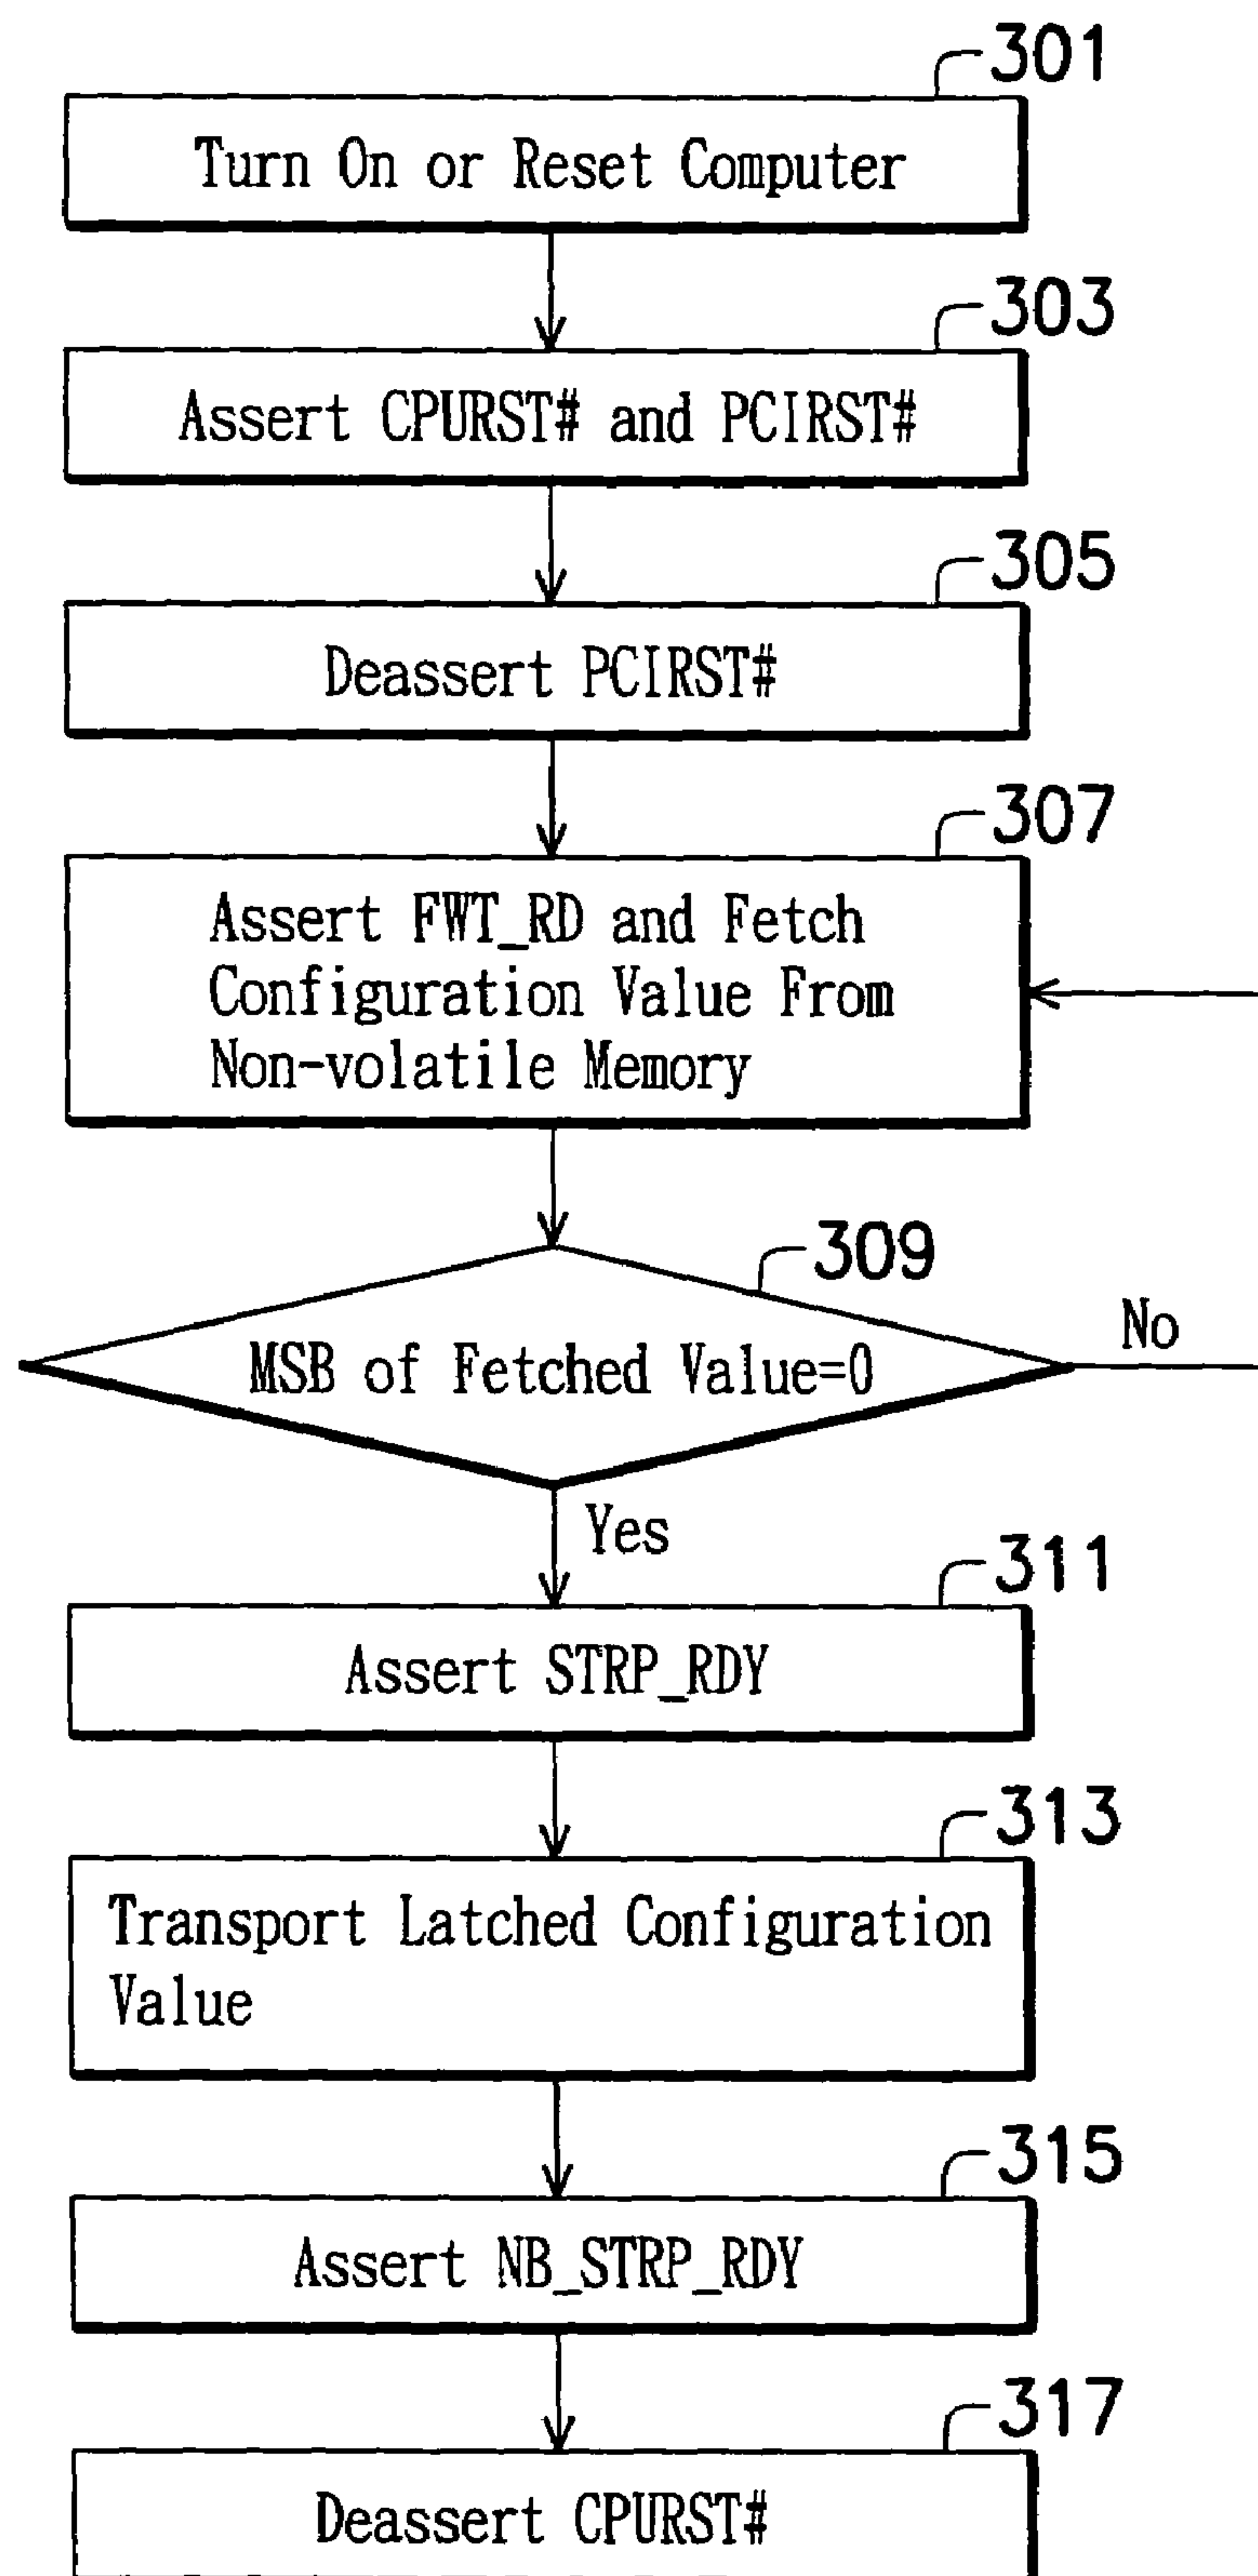 301
Turn On or Reset Computer
303
Assert CPURST# and PCIRST#
305
Deassert PCIRST#
307
Assert FWT_RD and Fetch
Configuration Value From
Non-volatile Memory
309
MSB of Fetched Value=0
No
Yes
311
Assert STRP_RDY
313
Transport Latched Configuration
Value
315
Assert NB_STRP_RDY
317
Deassert CPURST#